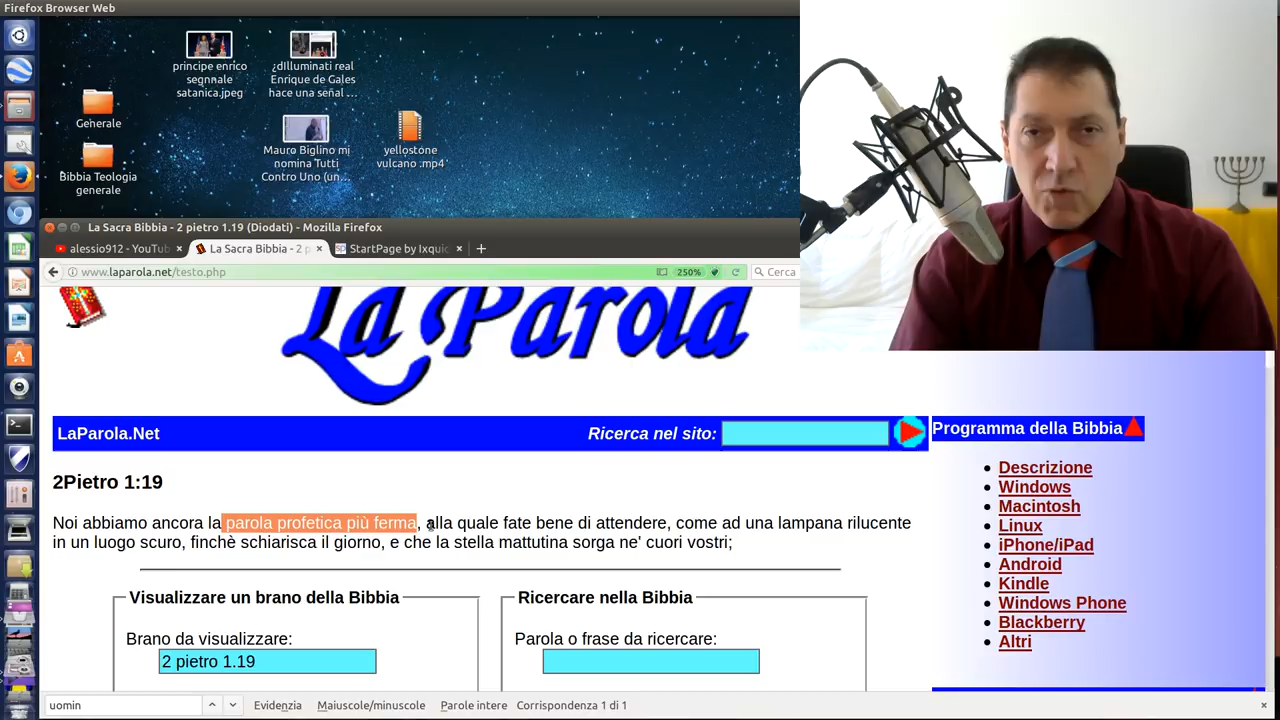 Firefox Browser Web
principe enrico
segnnale
satanica.jpeg
¿dIlluminati real
Enrique de Gales
hace una señal ...
Generale
Mauro Biglino mi
nomina Tutti
Contro Uno (un...
yellostone
vulcano .mp4
Bibbia Teologia
generale
La Sacra Bibbia - 2 pietro 1.19 (Diodati) - Mozilla Firefox
alessio912 - YouTub
La Sacra Bibbia - 2 p
StartPage by Ixquic
www.laparola.net/testo.php
250%
Cerca
La Parola
LaParola.Net
Ricerca nel sito:
Programma della Bibbia
Descrizione
Windows
Macintosh
Linux
iPhone/iPad
Android
Kindle
Windows Phone
Blackberry
Altri
2Pietro 1:19
Noi abbiamo ancora la parola profetica più ferma, alla quale fate bene di attendere, come ad una lampana rilucente
in un luogo scuro, finchè schiarisca il giorno, e che la stella mattutina sorga ne' cuori vostri;
Visualizzare un brano della Bibbia
Ricercare nella Bibbia
Brano da visualizzare:
Parola o frase da ricercare:
2 pietro 1.19
uomin
Evidenzia
Maiuscole/minuscole
Parole intere
Corrispondenza 1 di 1